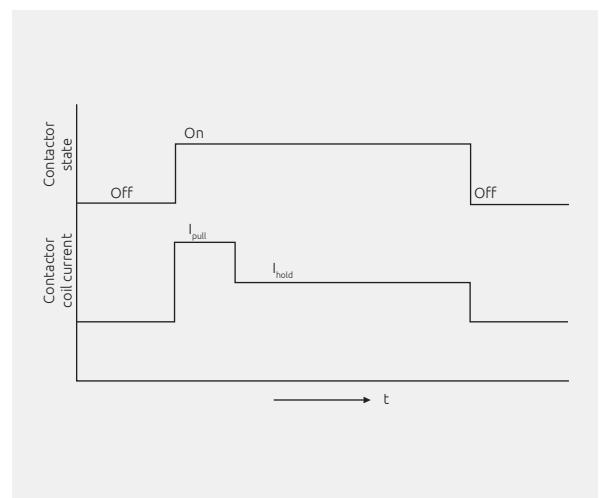 Contactor
state
On
Off
Off
Contactor
coil current
Ipull
Ihold
t